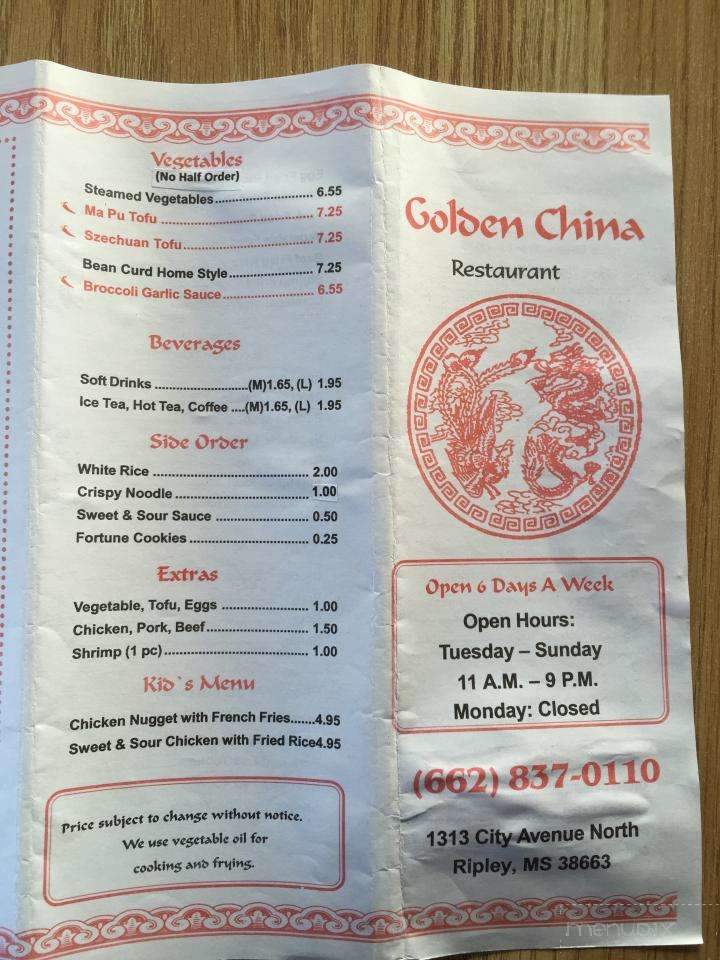 Vegetables
(No Half Order)
Steamed Vegetables.............................. 6.55
Ma Pu Tofu ........................................... 7.25
Szechuan Tofu..................................... 7.25
Bean Curd Home Style........................ 7.25
Broccoli Garlic Sauce.......................... 6.55
Beverages
Soft Drinks ..........................(M)1.65, (L) 1.95
Ice Tea, Hot Tea, Coffee ....(M)1.65, (L) 1.95
Side Order
White Rice ............................................. 2.00
Crispy Noodle ...................................... 1.00
Sweet & Sour Sauce ........................... 0.50
Fortune Cookies................................... 0.25
Extras
Vegetable, Tofu, Eggs ......................... 1.00
Chicken, Pork, Beef............................. 1.50
Shrimp (1 pc)......................................... 1.00
Kid`s Menu
Chicken Nugget with French Fries.......4.95
Sweet & Sour Chicken with Fried Rice4.95
Price subject to change without notice.
We use vegetable oil for
cooking and frying.
Golden China
Restaurant
Open 6 Days A Week
Open Hours:
Tuesday – Sunday
11 A.M. – 9 P.M.
Monday: Closed
(662) 837-0110
1313 City Avenue North
Ripley, MS 38663
menupix